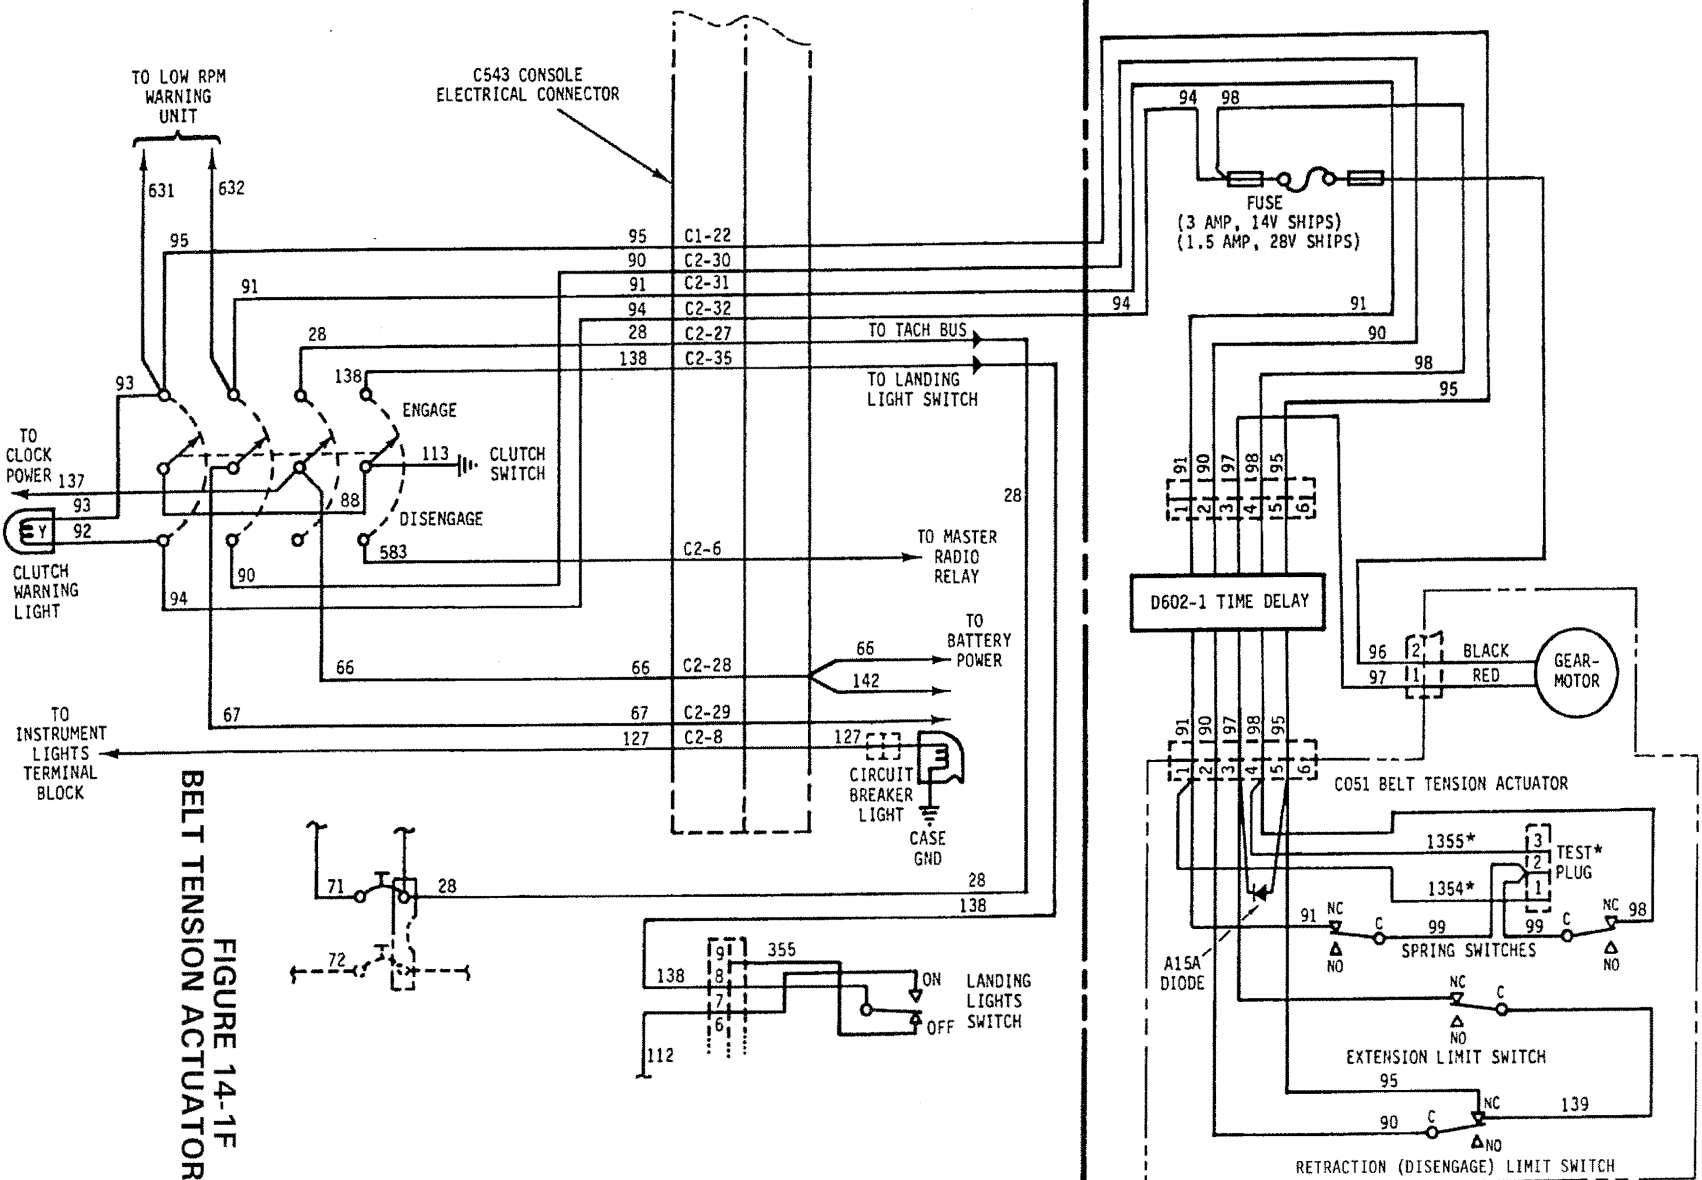 C543 CONSOLE
ELECTRICAL CONNECTOR
TO LOW RPM
WARNING
UNIT
631
632
95
95
C1-22
90
C2-30
91
91
C2-31
94
C2-32
94
28
28
C2-27
TO TACH BUS
138
138
C2-35
TO LANDING
LIGHT SWITCH
93
ENGAGE
TO
CLOCK
POWER
137
113
CLUTCH
SWITCH
88
93
92
Y
DISENGAGE
CLUTCH
WARNING
LIGHT
583
C2-6
TO MASTER
RADIO
RELAY
90
94
28
TO
BATTERY
POWER
66
66
C2-28
66
142
67
67
C2-29
127
C2-8
127
TO
INSTRUMENT
LIGHTS
TERMINAL
BLOCK
CIRCUIT
BREAKER
LIGHT
CASE
GND
71
28
28
138
72
9
8
7
6
355
138
112
ON
OFF
LANDING
LIGHTS
SWITCH
FIGURE 14-1F
BELT TENSION ACTUATOR
94
98
FUSE
(3 AMP, 14V SHIPS)
(1.5 AMP, 28V SHIPS)
91
90
98
95
91
90
97
98
95
1
2
3
4
5
6
D602-1 TIME DELAY
96
2
BLACK
97
1
RED
GEAR-
MOTOR
91
90
97
98
95
1
2
3
4
5
6
C051 BELT TENSION ACTUATOR
1355*
3
2
1
TEST*
PLUG
1354*
A15A
DIODE
91
NC
C
99
NO
SPRING SWITCHES
99
C
NC
98
NO
NC
C
NO
EXTENSION LIMIT SWITCH
95
NC
139
90
C
NO
RETRACTION (DISENGAGE) LIMIT SWITCH